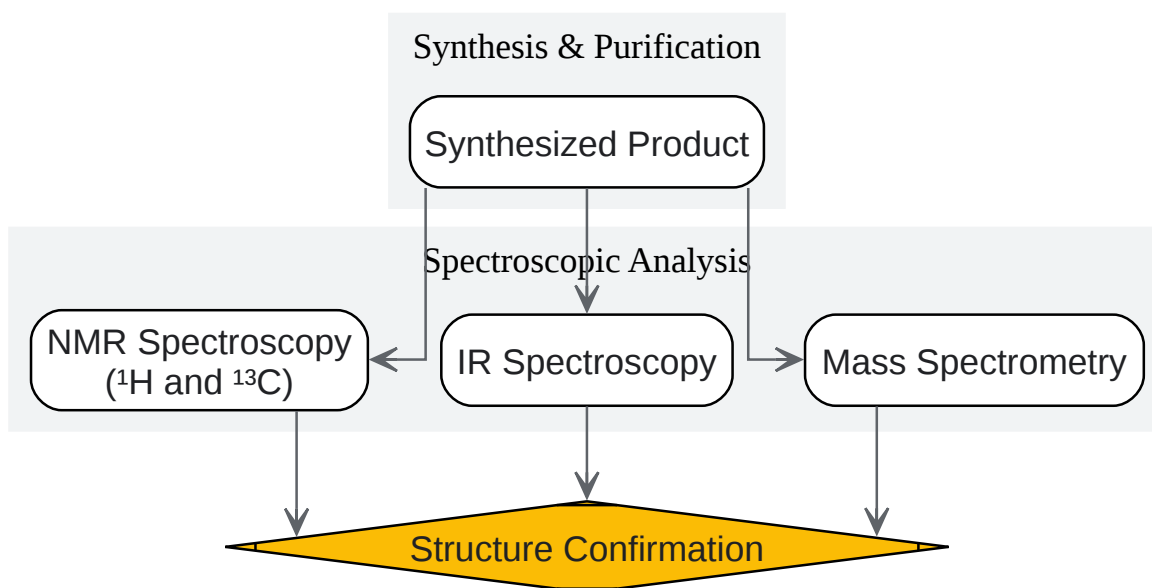 Synthesis & Purification
Synthesized Product
Spectroscopic Analysis
NMR Spectroscopy
(¹H and ¹³C)
IR Spectroscopy
Mass Spectrometry
Structure Confirmation